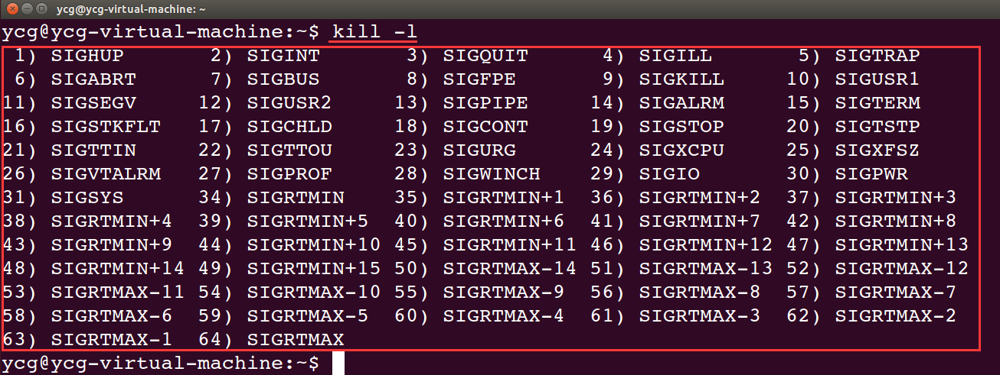 ycg@ycg-virtual-machine: ~
ycg@ycg-virtual-machine:~$ kill -l
 1) SIGHUP       2) SIGINT       3) SIGQUIT      4) SIGILL       5) SIGTRAP
 6) SIGABRT      7) SIGBUS       8) SIGFPE       9) SIGKILL     10) SIGUSR1
11) SIGSEGV     12) SIGUSR2     13) SIGPIPE     14) SIGALRM     15) SIGTERM
16) SIGSTKFLT   17) SIGCHLD     18) SIGCONT     19) SIGSTOP     20) SIGTSTP
21) SIGTTIN     22) SIGTTOU     23) SIGURG      24) SIGXCPU     25) SIGXFSZ
26) SIGVTALRM   27) SIGPROF     28) SIGWINCH    29) SIGIO       30) SIGPWR
31) SIGSYS      34) SIGRTMIN    35) SIGRTMIN+1  36) SIGRTMIN+2  37) SIGRTMIN+3
38) SIGRTMIN+4  39) SIGRTMIN+5  40) SIGRTMIN+6  41) SIGRTMIN+7  42) SIGRTMIN+8
43) SIGRTMIN+9  44) SIGRTMIN+10 45) SIGRTMIN+11 46) SIGRTMIN+12 47) SIGRTMIN+13
48) SIGRTMIN+14 49) SIGRTMIN+15 50) SIGRTMAX-14 51) SIGRTMAX-13 52) SIGRTMAX-12
53) SIGRTMAX-11 54) SIGRTMAX-10 55) SIGRTMAX-9  56) SIGRTMAX-8  57) SIGRTMAX-7
58) SIGRTMAX-6  59) SIGRTMAX-5  60) SIGRTMAX-4  61) SIGRTMAX-3  62) SIGRTMAX-2
63) SIGRTMAX-1  64) SIGRTMAX
ycg@ycg-virtual-machine:~$